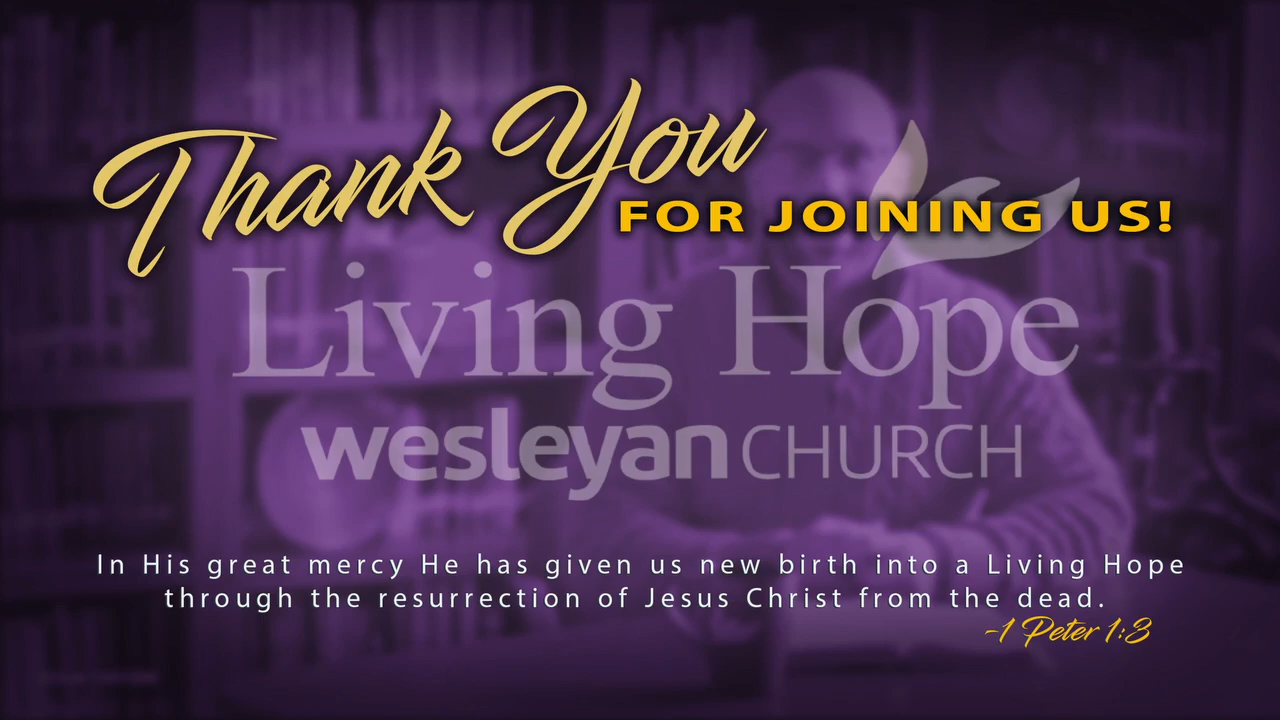 Thank You
FOR JOINING US!
Living Hope
wesleyan CHURCH
In His great mercy He has given us new birth into a Living Hope
through the resurrection of Jesus Christ from the dead.
-1 Peter 1:3